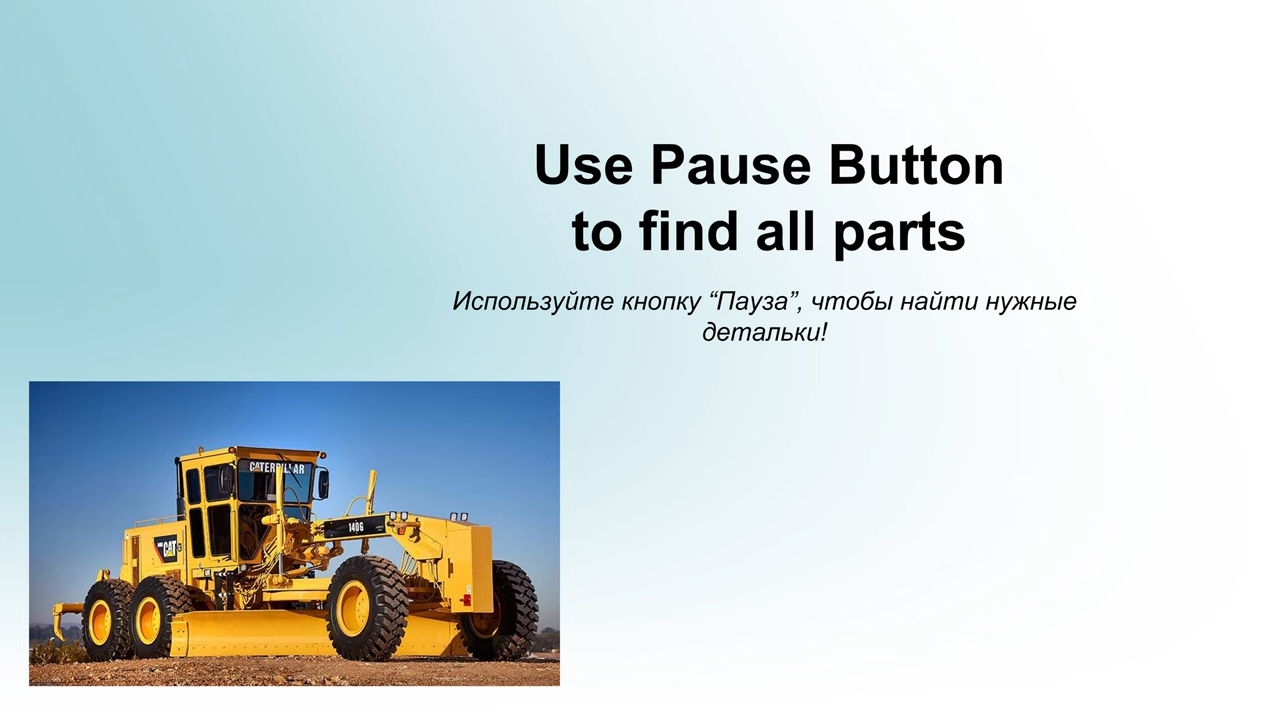 Use Pause Button
to find all parts
Используйте кнопку “Пауза”, чтобы найти нужные
детальки!
CATERPILLAR
140G
CAT